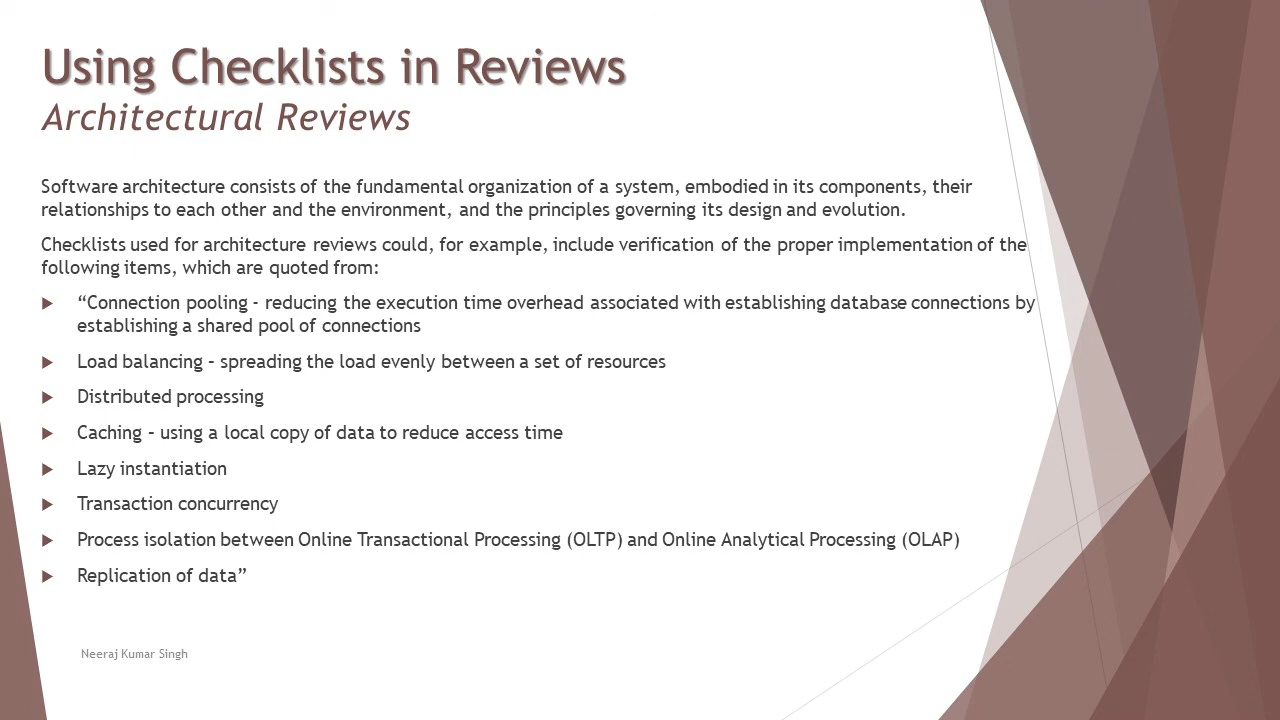 Using Checklists in Reviews
Architectural Reviews
Software architecture consists of the fundamental organization of a system, embodied in its components, their
relationships to each other and the environment, and the principles governing its design and evolution.
Checklists used for architecture reviews could, for example, include verification of the proper implementation of the
following items, which are quoted from:
“Connection pooling - reducing the execution time overhead associated with establishing database connections by
establishing a shared pool of connections
Load balancing – spreading the load evenly between a set of resources
Distributed processing
Caching – using a local copy of data to reduce access time
Lazy instantiation
Transaction concurrency
Process isolation between Online Transactional Processing (OLTP) and Online Analytical Processing (OLAP)
Replication of data”
Neeraj Kumar Singh